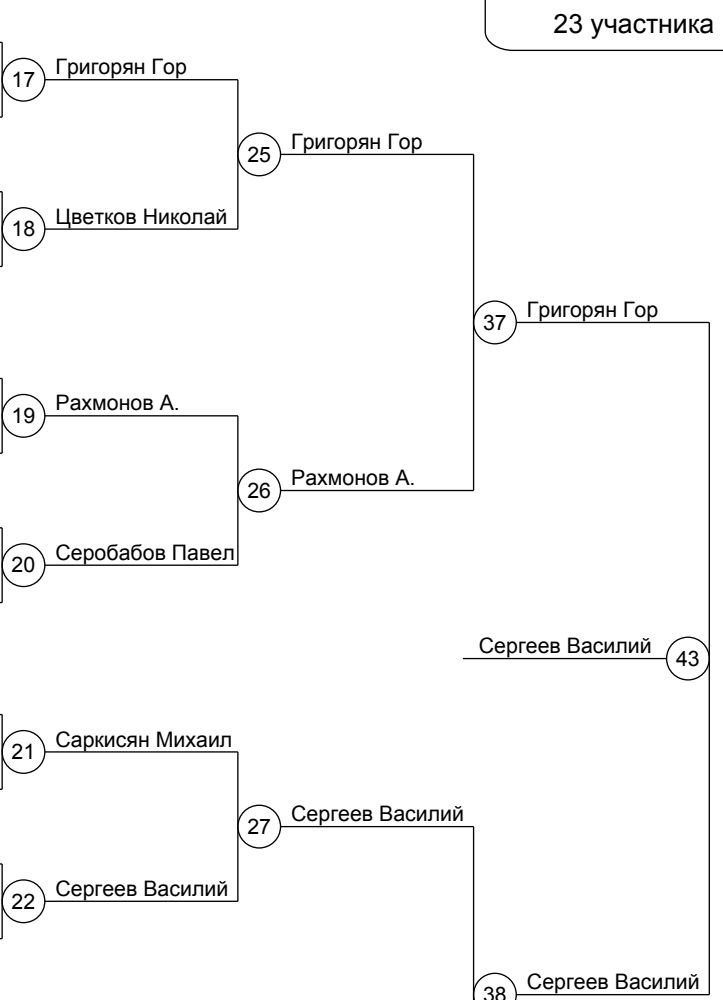 23 участника
17 Григорян Гор
25 Григорян Гор
18 Цветков Николай
37 Григорян Гор
19 Рахмонов А.
26 Рахмонов А.
20 Серобабов Павел
Сергеев Василий 43
21 Саркисян Михаил
27 Сергеев Василий
22 Сергеев Василий
38 Сергеев Василий